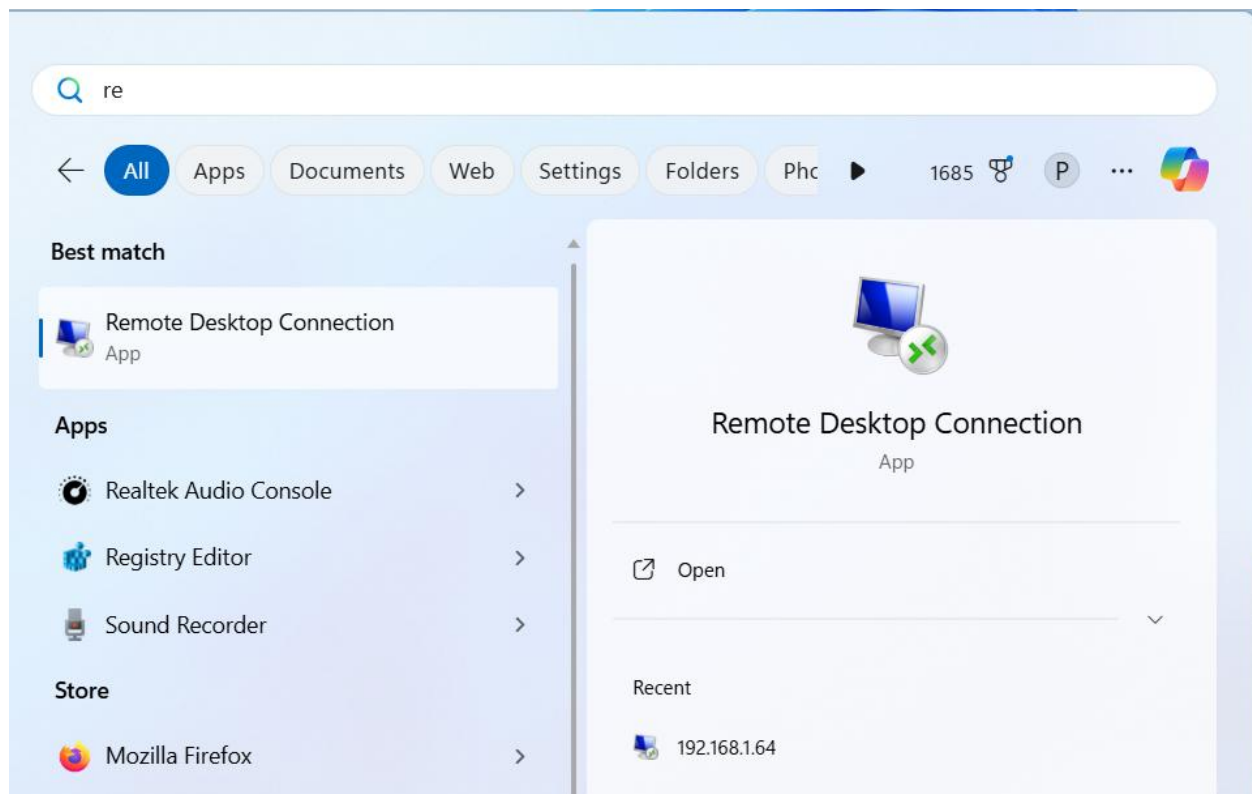 re
All Apps Documents Web Settings Folders Phc 1685 P
Best match
Remote Desktop Connection
App
Apps
Realtek Audio Console
Registry Editor
Sound Recorder
Store
Mozilla Firefox
Remote Desktop Connection
App
Open
Recent
192.168.1.64